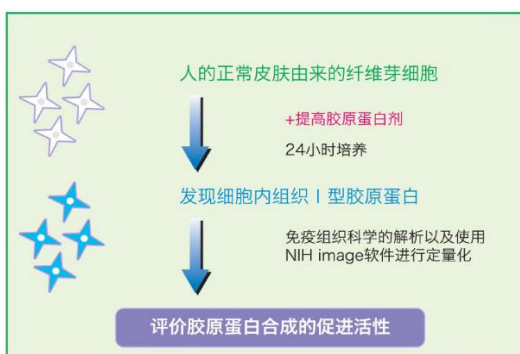 人的正常皮肤由来的纤维芽细胞
+提高胶原蛋白剂
24小时培养
发现细胞内组织Ⅰ型胶原蛋白
免疫组织科学的解析以及使用
NIH image软件进行定量化
评价胶原蛋白合成的促进活性